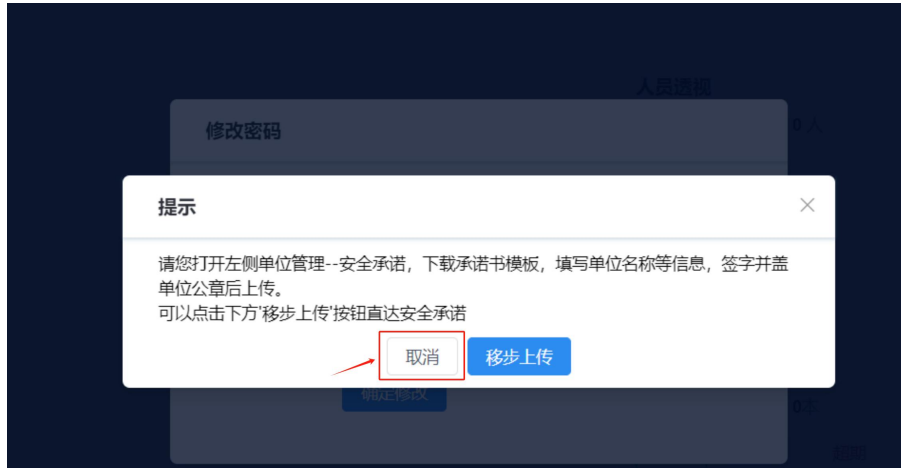 人员透视
修改密码
0 人
提示
请您打开左侧单位管理--安全承诺，下载承诺书模板，填写单位名称等信息，签字并盖
单位公章后上传。
可以点击下方'移步上传'按钮直达安全承诺
取消
移步上传
确定修改